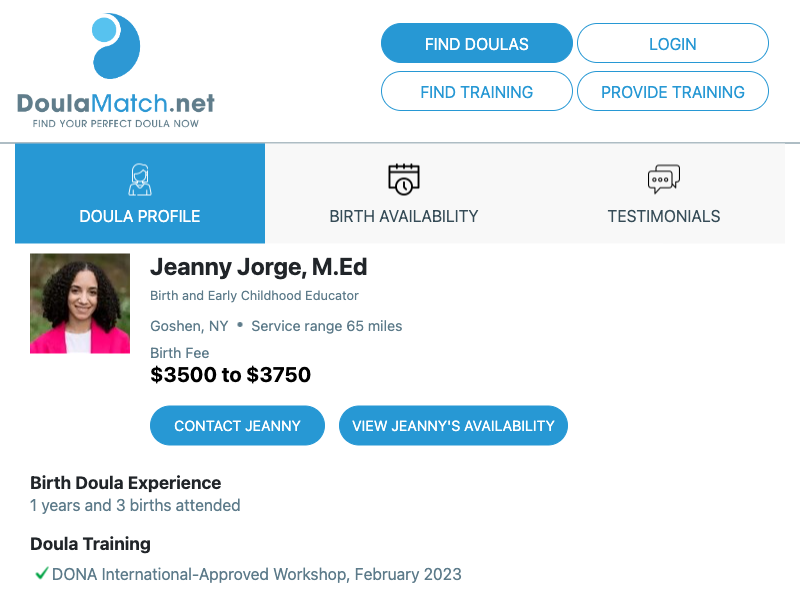 DoulaMatch.net
FIND YOUR PERFECT DOULA NOW
FIND DOULAS
LOGIN
FIND TRAINING
PROVIDE TRAINING
DOULA PROFILE
BIRTH AVAILABILITY
TESTIMONIALS
Jeanny Jorge, M.Ed
Birth and Early Childhood Educator
Goshen, NY • Service range 65 miles
Birth Fee
$3500 to $3750
CONTACT JEANNY
VIEW JEANNY'S AVAILABILITY
Birth Doula Experience
1 years and 3 births attended
Doula Training
DONA International-Approved Workshop, February 2023